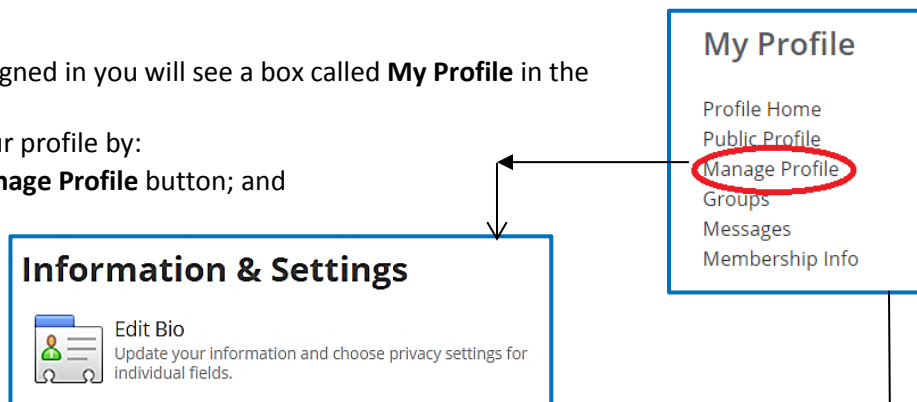 igned in you will see a box called My Profile in the
ur profile by:
nage Profile button; and
My Profile
Profile Home
Public Profile
Manage Profile
Groups
Messages
Membership Info
Information & Settings
Edit Bio
Update your information and choose privacy settings for
individual fields.